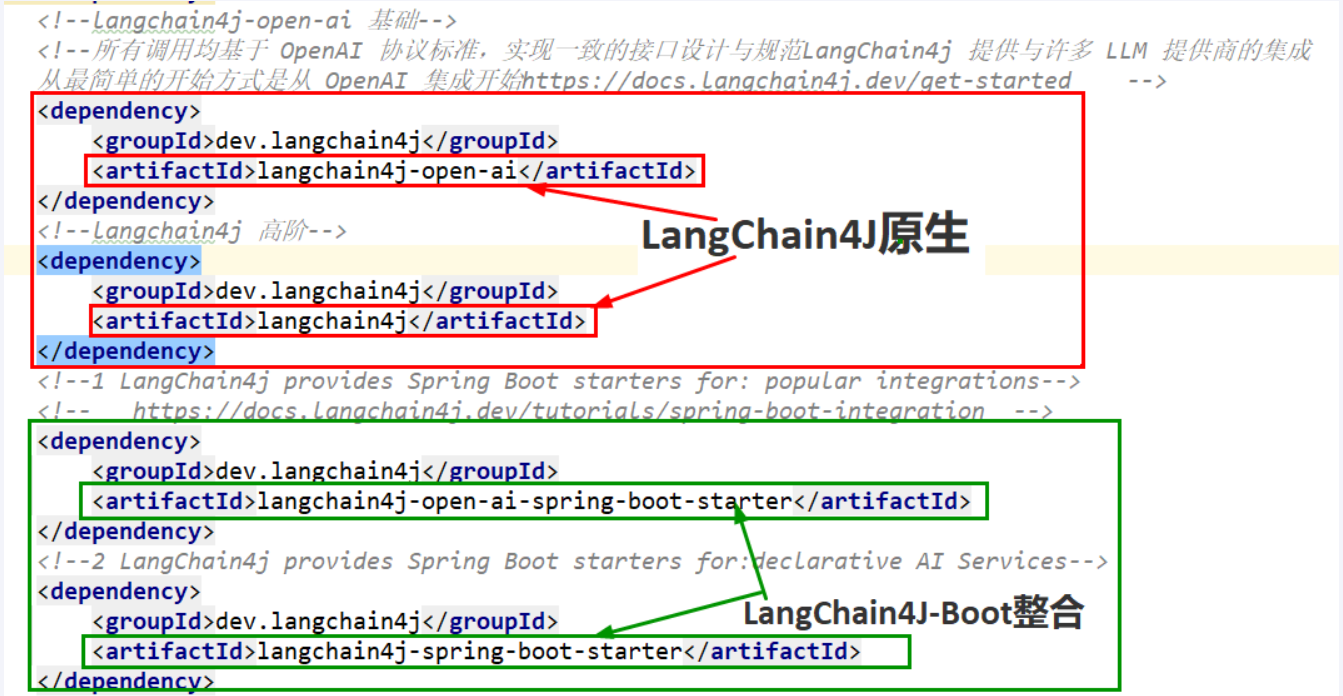 <!--langchain4j-open-ai 基础-->
<!--所有调用均基于 OpenAI 协议标准，实现一致的接口设计与规范LangChain4j 提供与许多 LLM 提供商的集成
从最简单的开始方式是从 OpenAI 集成开始https://docs.langchain4j.dev/get-started    -->
<dependency>
    <groupId>dev.langchain4j</groupId>
    <artifactId>langchain4j-open-ai</artifactId>
</dependency>
<!--langchain4j 高阶-->
LangChain4J原生
<dependency>
    <groupId>dev.langchain4j</groupId>
    <artifactId>langchain4j</artifactId>
</dependency>
<!--1 LangChain4j provides Spring Boot starters for: popular integrations-->
<!--   https://docs.langchain4j.dev/tutorials/spring-boot-integration  -->
<dependency>
    <groupId>dev.langchain4j</groupId>
    <artifactId>langchain4j-open-ai-spring-boot-starter</artifactId>
</dependency>
<!--2 LangChain4j provides Spring Boot starters for:declarative AI Services-->
<dependency>
    <groupId>dev.langchain4j</groupId>
LangChain4J-Boot整合
    <artifactId>langchain4j-spring-boot-starter</artifactId>
</dependency>